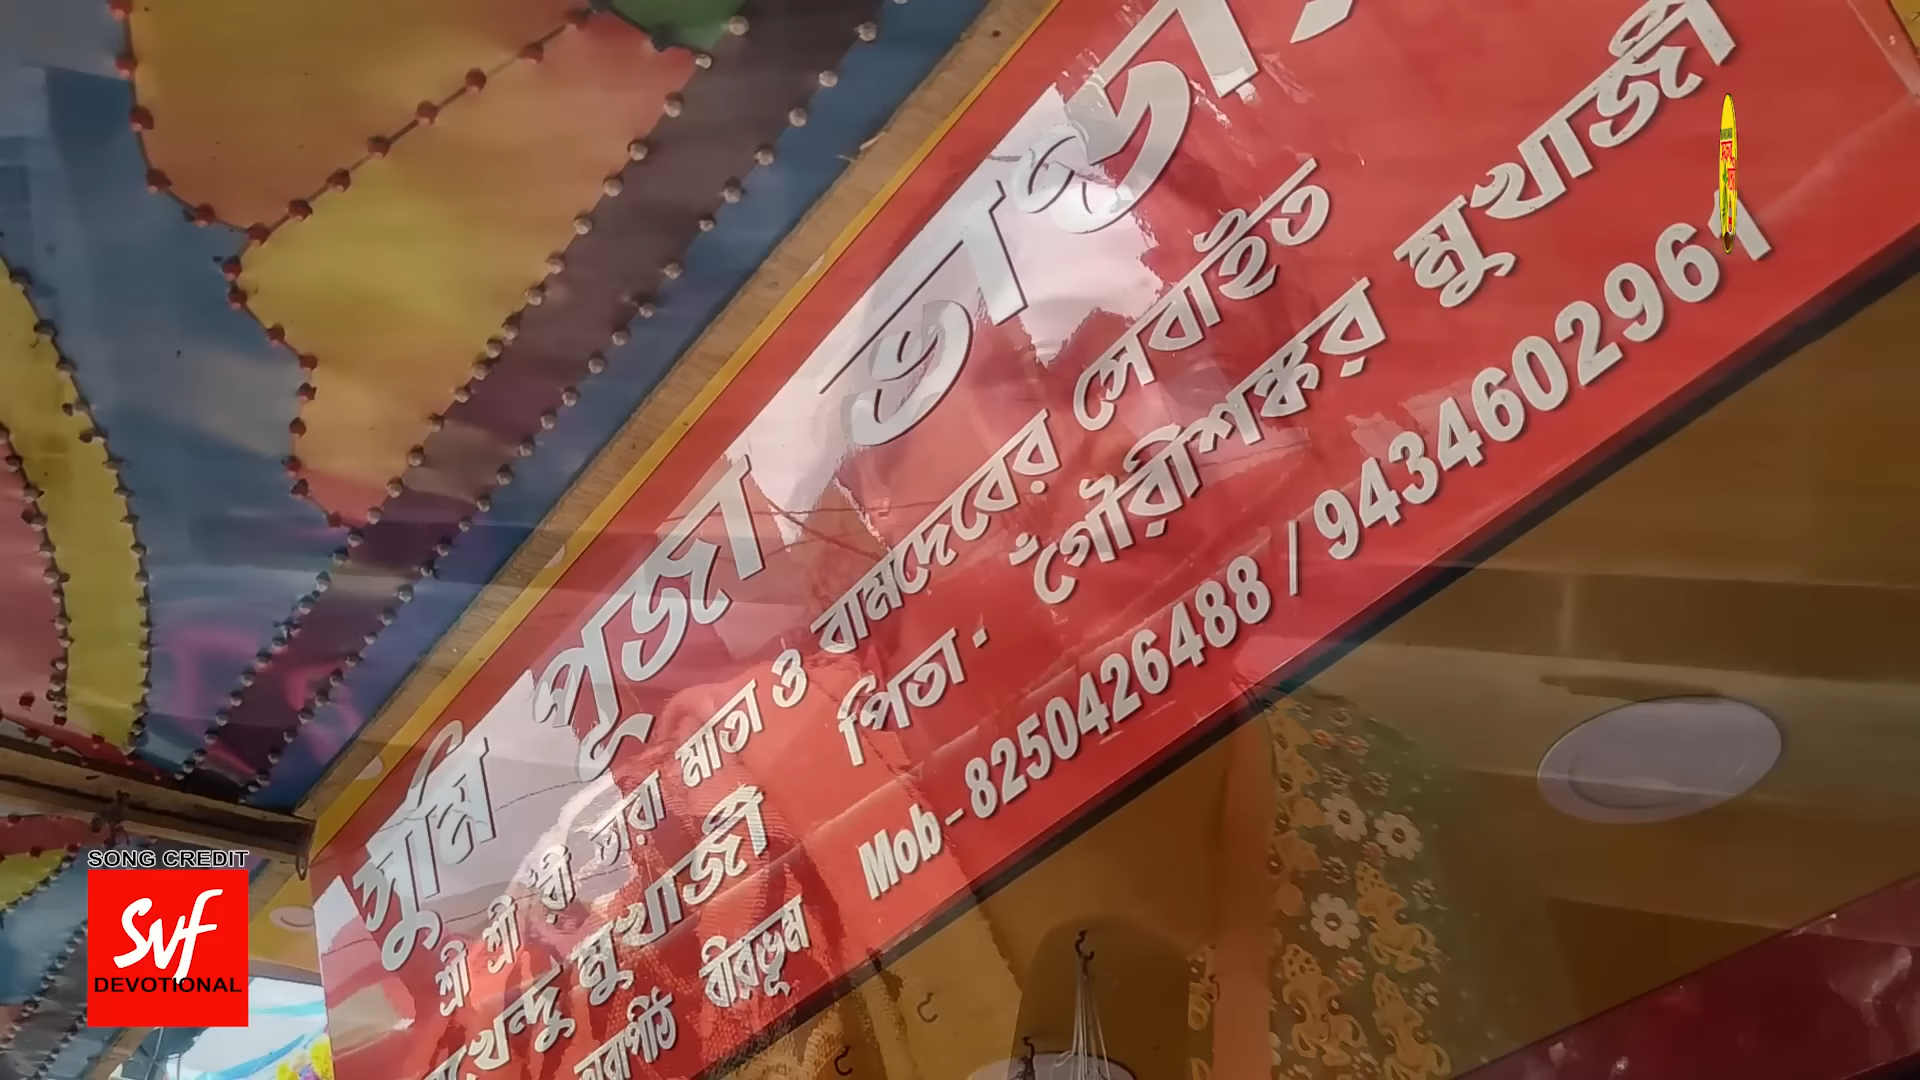 মুন্নি পূজা ভাণ্ডার
শ্রী শ্রী শ্রী তারা মাতা ও বামদেবের সেবাইত
মুখার্জী
পিতা - গৌরীশঙ্কর মুখার্জী
তারাপীঠ বীরভূম
Mob - 8250426488 / 9434602961
SONG CREDIT
SVF
DEVOTIONAL